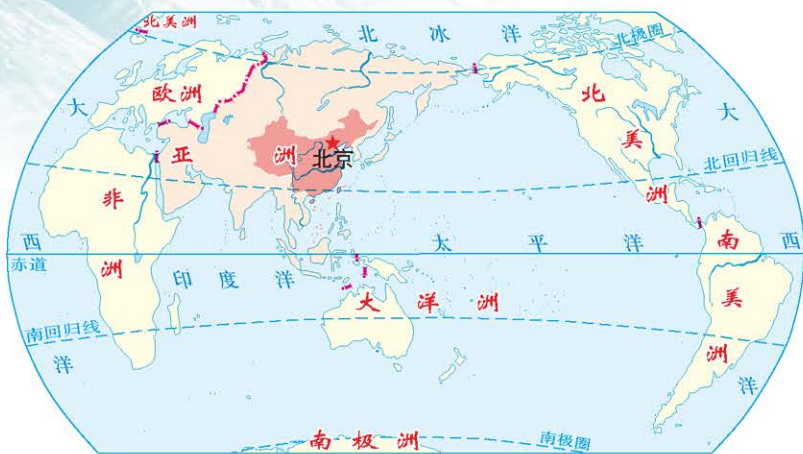 北美洲
北冰洋
北极圈
大
欧洲
北
大
亚
洲
北京
美
北回归线
非
洲
西
太平洋
南
西
赤道
洲
印度洋
大洋洲
美
南回归线
洲
洋
洋
南极洲
南极圈